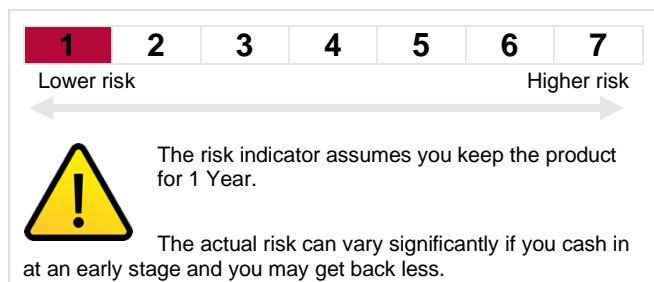 1 2 3 4 5 6 7
Lower risk Higher risk
The risk indicator assumes you keep the product
for 1 Year.
The actual risk can vary significantly if you cash in
at an early stage and you may get back less.